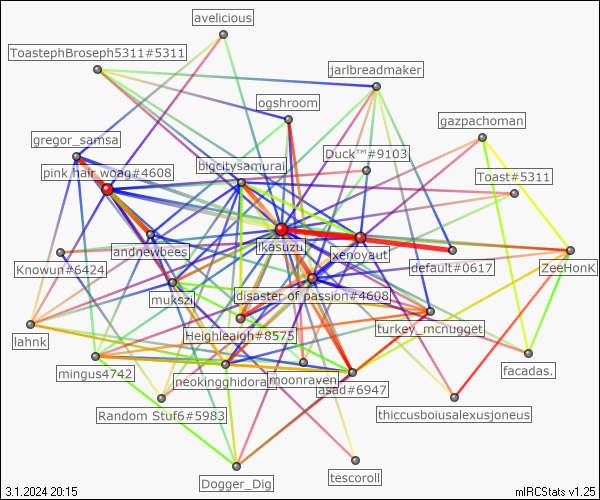 avelicious
ToastephBroseph5311#5311
jarlbreadmaker
ogshroom
gazpachoman
gregor_samsa
Duck™#9103
bigcitysamurai
pink hair woag#4608
Toast#5311
ikasuzu
xenoyaut
andnewbees
Knowun#6424
default#0617
ZeeHonK
mukszi
disaster of passion#4608
turkey_mcnugget
Heighleaigh#8575
lahnk
facadas.
mingus4742
neokingghidora
moonraven
asad#6947
thiccusboiusalexusjoneus
Random Stuf6#5983
Dogger_Dig
tescoroll
3.1.2024 20:15
mIRCStats v1.25